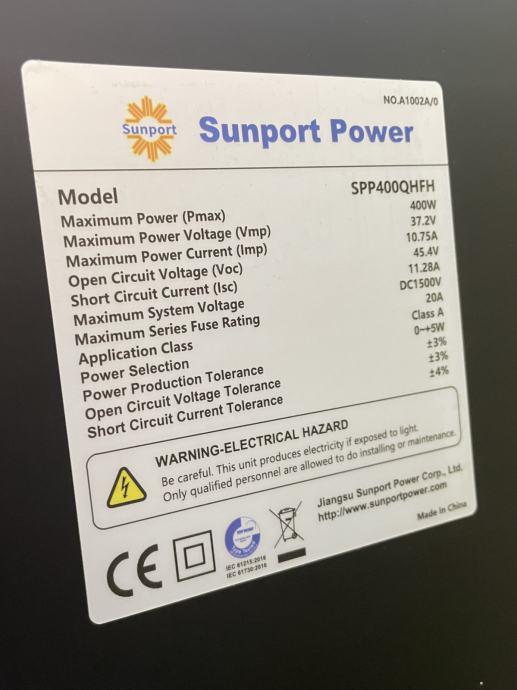 NO.A1002A/0
Sunport
Sunport Power
Model SPP400QHFH
Maximum Power (Pmax) 400W
Maximum Power Voltage (Vmp) 37.2V
Maximum Power Current (Imp) 10.75A
Open Circuit Voltage (Voc) 45.4V
Short Circuit Current (Isc) 11.28A
Maximum System Voltage DC1500V
Maximum Series Fuse Rating 20A
Application Class Class A
Power Selection 0~+5W
Power Production Tolerance ±3%
Open Circuit Voltage Tolerance ±3%
Short Circuit Current Tolerance ±4%
WARNING-ELECTRICAL HAZARD
Be careful. This unit produces electricity if exposed to light.
Only qualified personnel are allowed to do installing or maintenance.
Jiangsu Sunport Power Corp., Ltd.
http://www.sunportpower.com
Made in China
CE
IEC 61215:2016
IEC 61730:2016